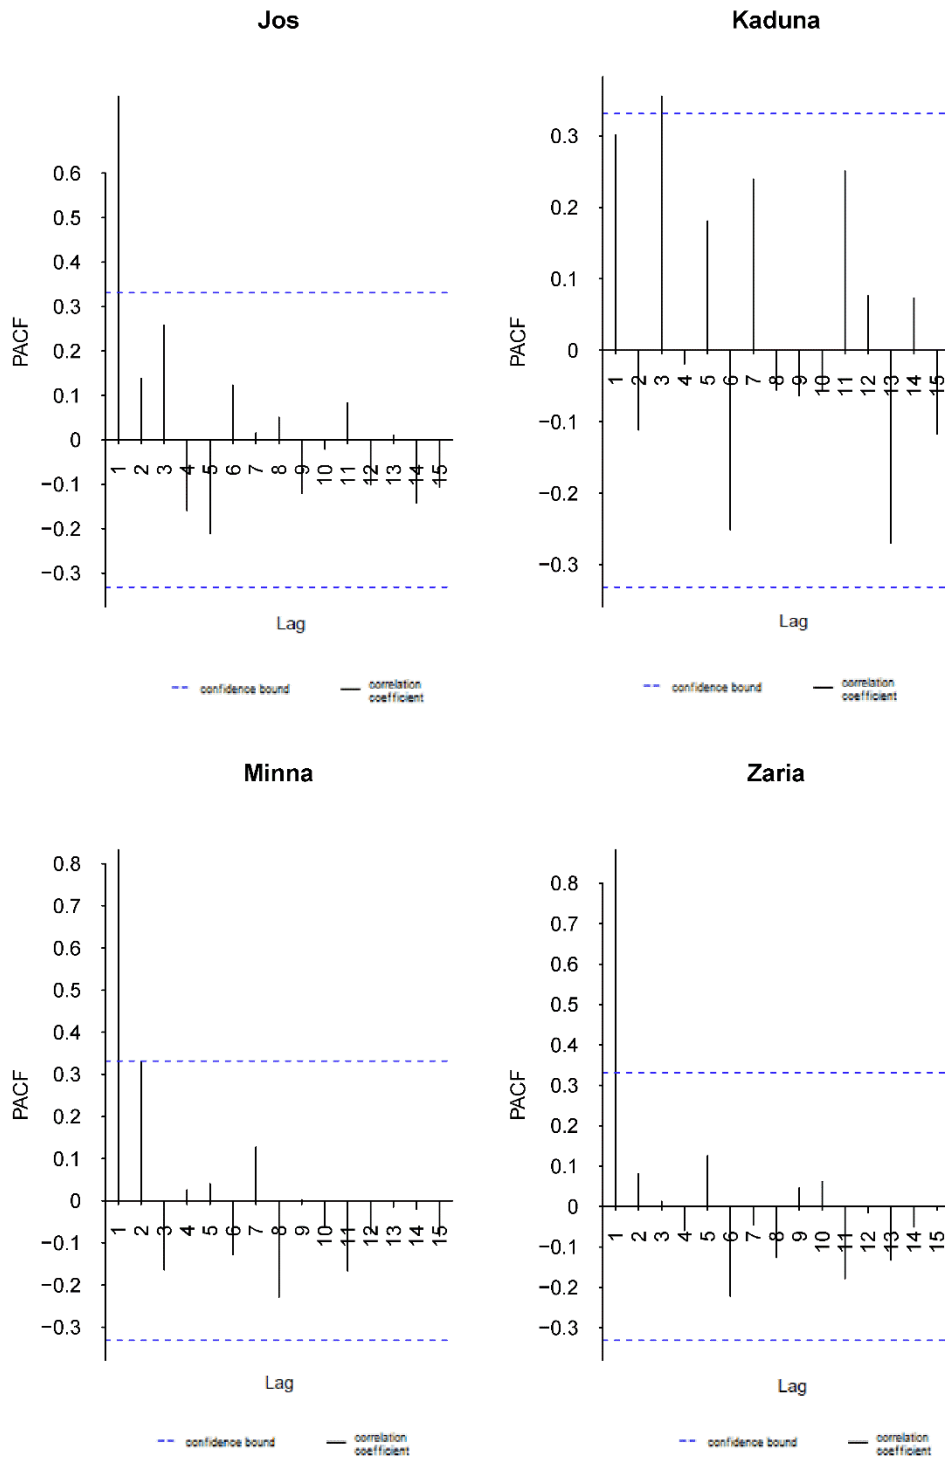 Jos
PACF
0.6
0.5
0.4
0.3
0.2
0.1
0
−0.1
−0.2
−0.3
1 2 3 4 5 6 7 8 9 10 11 12 13 14 15
Lag
confidence bound
correlation
coefficient
Kaduna
PACF
0.3
0.2
0.1
0
−0.1
−0.2
−0.3
1 2 3 4 5 6 7 8 9 10 11 12 13 14 15
Lag
confidence bound
correlation
coefficient
Minna
PACF
0.8
0.7
0.6
0.5
0.4
0.3
0.2
0.1
0
−0.1
−0.2
−0.3
1 2 3 4 5 6 7 8 9 10 11 12 13 14 15
Lag
confidence bound
correlation
coefficient
Zaria
PACF
0.8
0.7
0.6
0.5
0.4
0.3
0.2
0.1
0
−0.1
−0.2
−0.3
1 2 3 4 5 6 7 8 9 10 11 12 13 14 15
Lag
confidence bound
correlation
coefficient